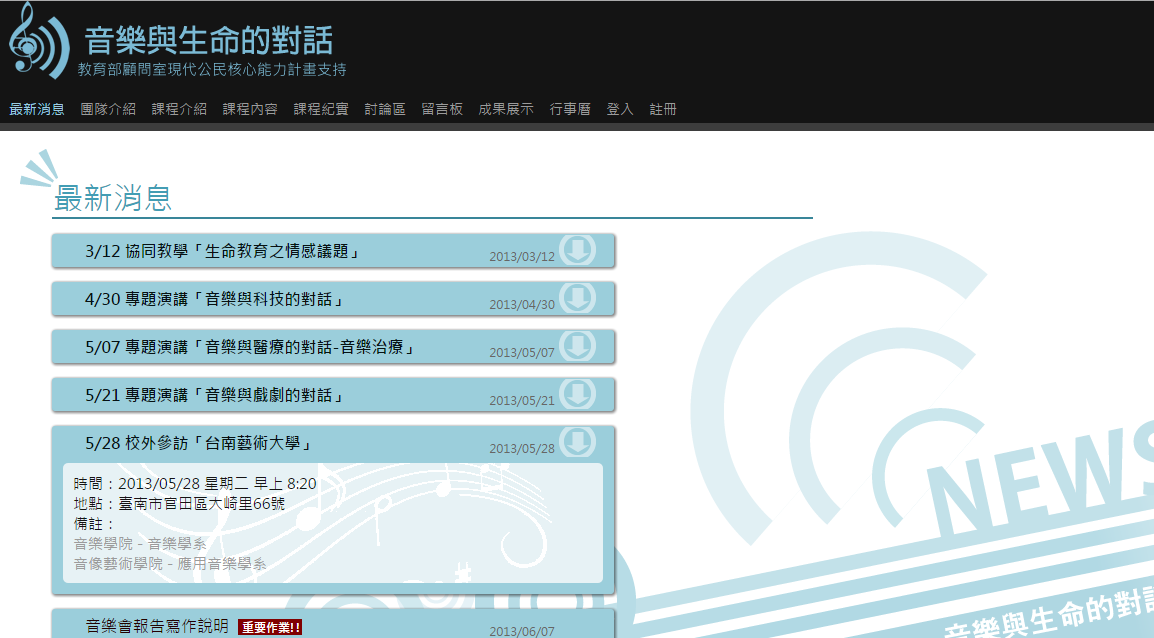 音樂與生命的對話
教育部顧問室現代公民核心能力計畫支持
最新消息 團隊介紹 課程介紹 課程內容 課程紀實 討論區 留言板 成果展示 行事曆 登入 註冊
最新消息
3/12 協同教學「生命教育之情感議題」 2013/03/12
4/30 專題演講「音樂與科技的對話」 2013/04/30
5/07 專題演講「音樂與醫療的對話-音樂治療」 2013/05/07
5/21 專題演講「音樂與戲劇的對話」 2013/05/21
5/28 校外參訪「台南藝術大學」 2013/05/28
時間：2013/05/28 星期二 早上 8:20
地點：臺南市官田區大崎里66號
備註：
音樂學院 - 音樂學系
音像藝術學院 - 應用音樂學系
音樂會報告寫作說明 重要作業!! 2013/06/07
NEWS
音樂與生命的對話